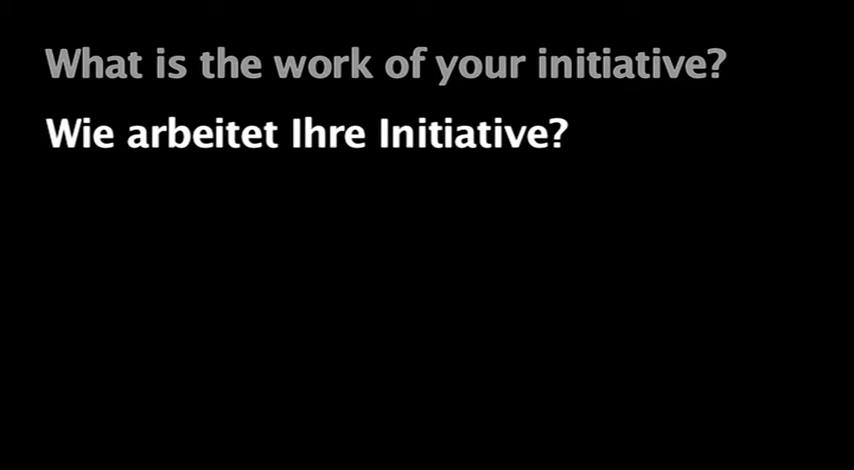 What is the work of your initiative?
Wie arbeitet Ihre Initiative?